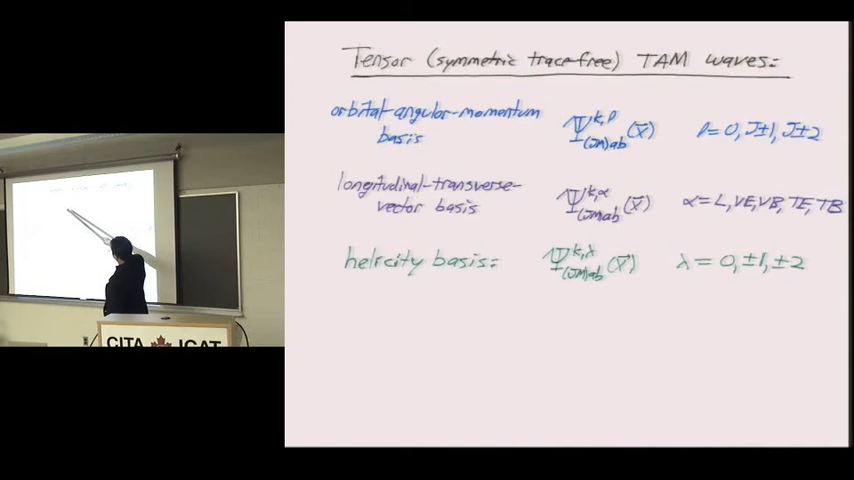 Tensor (symmetric trace-free) TAM waves:
orbital-angular-momentum basis Ψ^{k,l}_{(JM)ab}(x̄) l=0, J±1, J±2
longitudinal-transverse-vector basis Ψ^{k,α}_{(JM)ab}(x̄) α=L, VE, VB, TE, TB
helicity basis: Ψ^{k,λ}_{(JM)ab}(x̄) λ=0, ±1, ±2
CITA ICAT